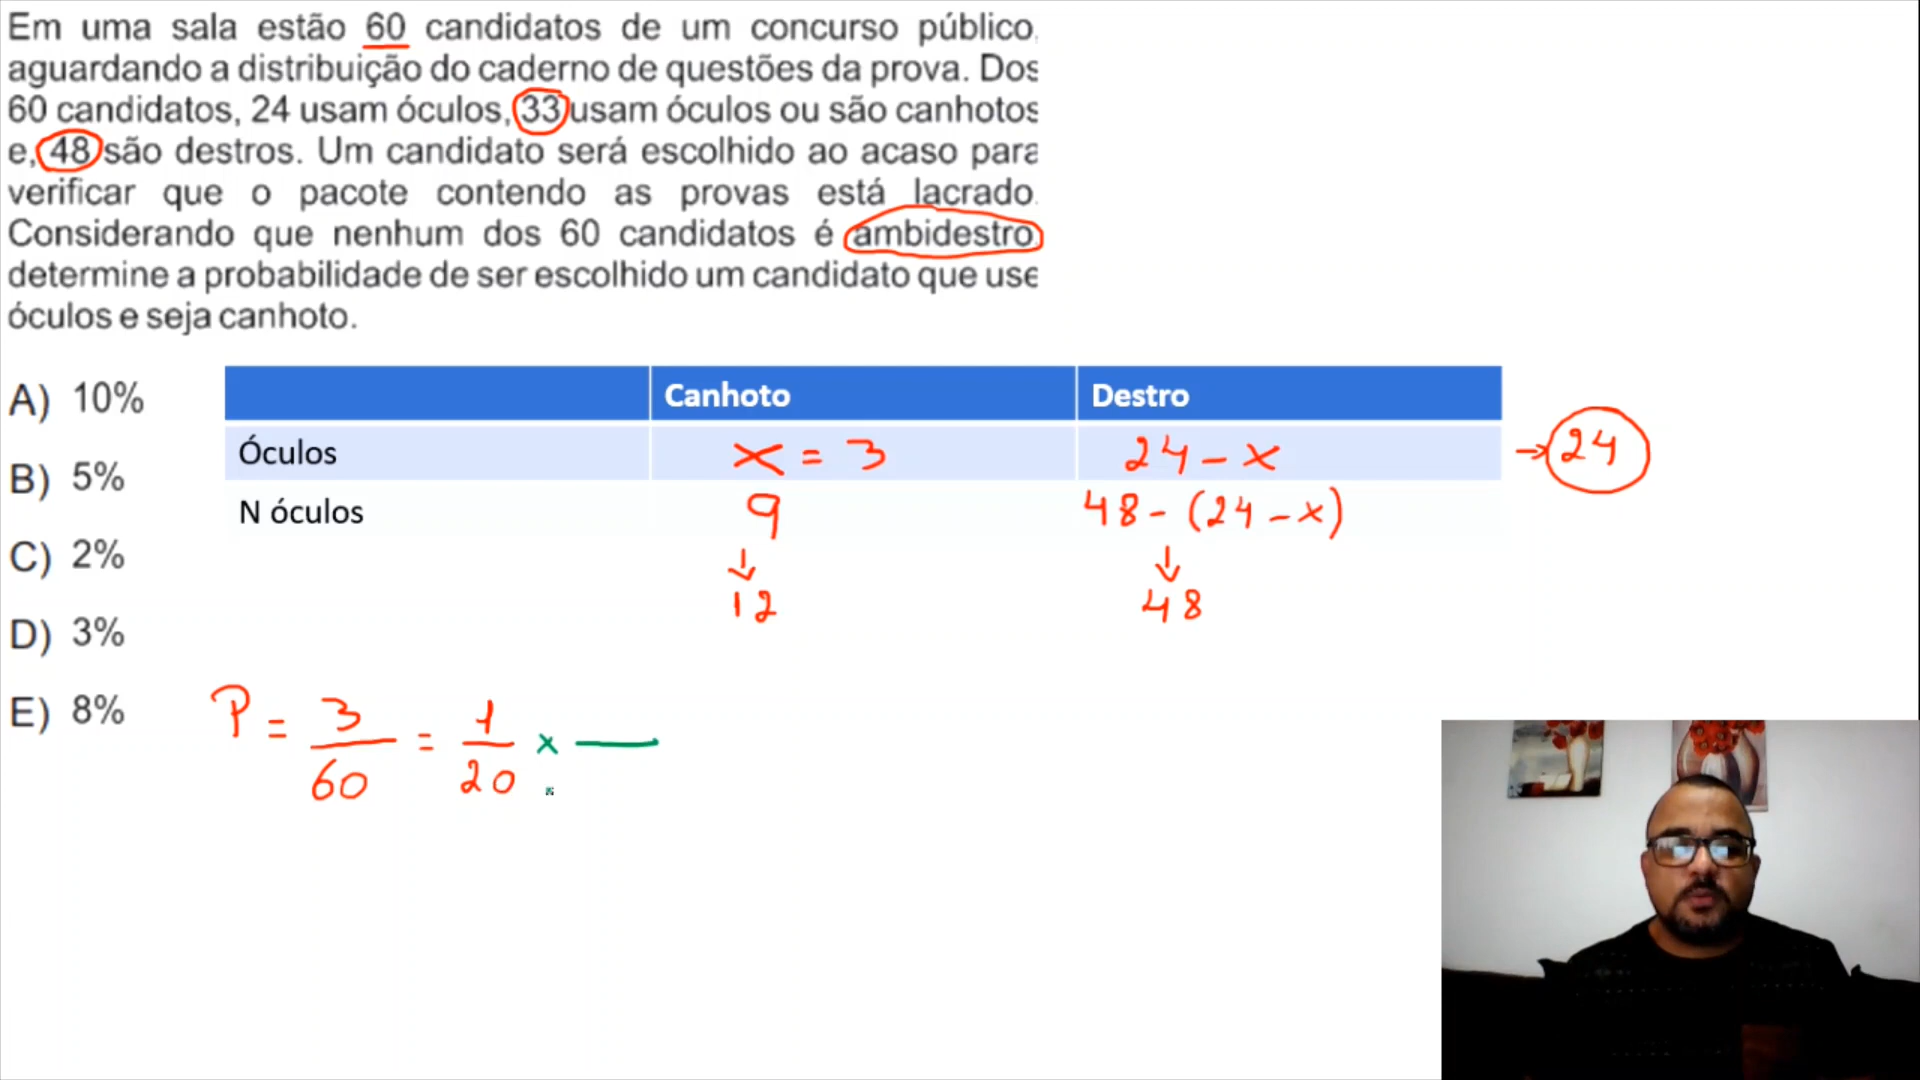 Em uma sala estão 60 candidatos de um concurso público,
aguardando a distribuição do caderno de questões da prova. Dos
60 candidatos, 24 usam óculos, 33 usam óculos ou são canhotos
e, 48 são destros. Um candidato será escolhido ao acaso para
verificar que o pacote contendo as provas está lacrado.
Considerando que nenhum dos 60 candidatos é ambidestro,
determine a probabilidade de ser escolhido um candidato que use
óculos e seja canhoto.
A) 10%
B) 5%
C) 2%
D) 3%
E) 8%
Canhoto Destro
Óculos x = 3 24 - x → 24
N óculos 9 48 - (24 - x)
↓ ↓
12 48
P = 3/60 = 1/20 ×